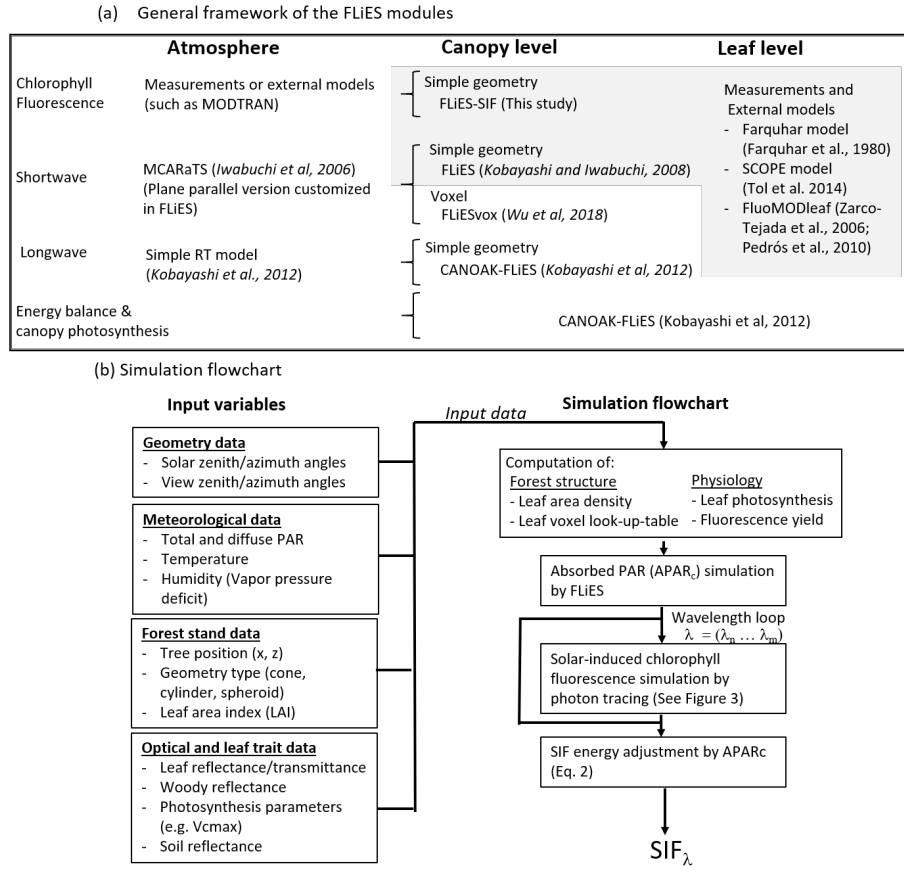 (a) General framework of the FLiES modules
Atmosphere
Canopy level
Leaf level
Chlorophyll
Fluorescence
Measurements or external models
(such as MODTRAN)
Simple geometry
FLiES-SIF (This study)
Measurements and
External models
- Farquhar model
(Farquhar et al., 1980)
- SCOPE model
(Tol et al. 2014)
- FluoMODleaf (Zarco-
Tejada et al., 2006;
Pedrós et al., 2010)
Shortwave
MCARaTS (Iwabuchi et al, 2006)
(Plane parallel version customized
in FLiES)
Simple geometry
FLiES (Kobayashi and Iwabuchi, 2008)
Voxel
FLiESvox (Wu et al, 2018)
Longwave
Simple RT model
(Kobayashi et al., 2012)
Simple geometry
CANOAK-FLiES (Kobayashi et al, 2012)
Energy balance &
canopy photosynthesis
CANOAK-FLiES (Kobayashi et al, 2012)
(b) Simulation flowchart
Input variables
Geometry data
- Solar zenith/azimuth angles
- View zenith/azimuth angles
Meteorological data
- Total and diffuse PAR
- Temperature
- Humidity (Vapor pressure
deficit)
Forest stand data
- Tree position (x, z)
- Geometry type (cone,
cylinder, spheroid)
- Leaf area index (LAI)
Optical and leaf trait data
- Leaf reflectance/transmittance
- Woody reflectance
- Photosynthesis parameters
(e.g. Vcmax)
- Soil reflectance
Input data
Simulation flowchart
Computation of:
Forest structure
- Leaf area density
- Leaf voxel look-up-table
Physiology
- Leaf photosynthesis
- Fluorescence yield
Absorbed PAR (APARc) simulation
by FLiES
Wavelength loop
λ = (λn ... λm)
Solar-induced chlorophyll
fluorescence simulation by
photon tracing (See Figure 3)
SIF energy adjustment by APARc
(Eq. 2)
SIFλ